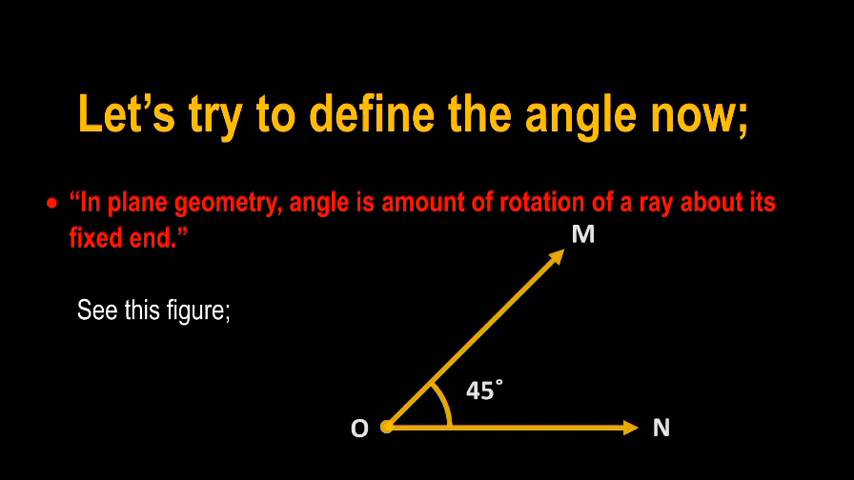 Let’s try to define the angle now;
• “In plane geometry, angle is amount of rotation of a ray about its
fixed end.”
M
See this figure;
45˚
O
N